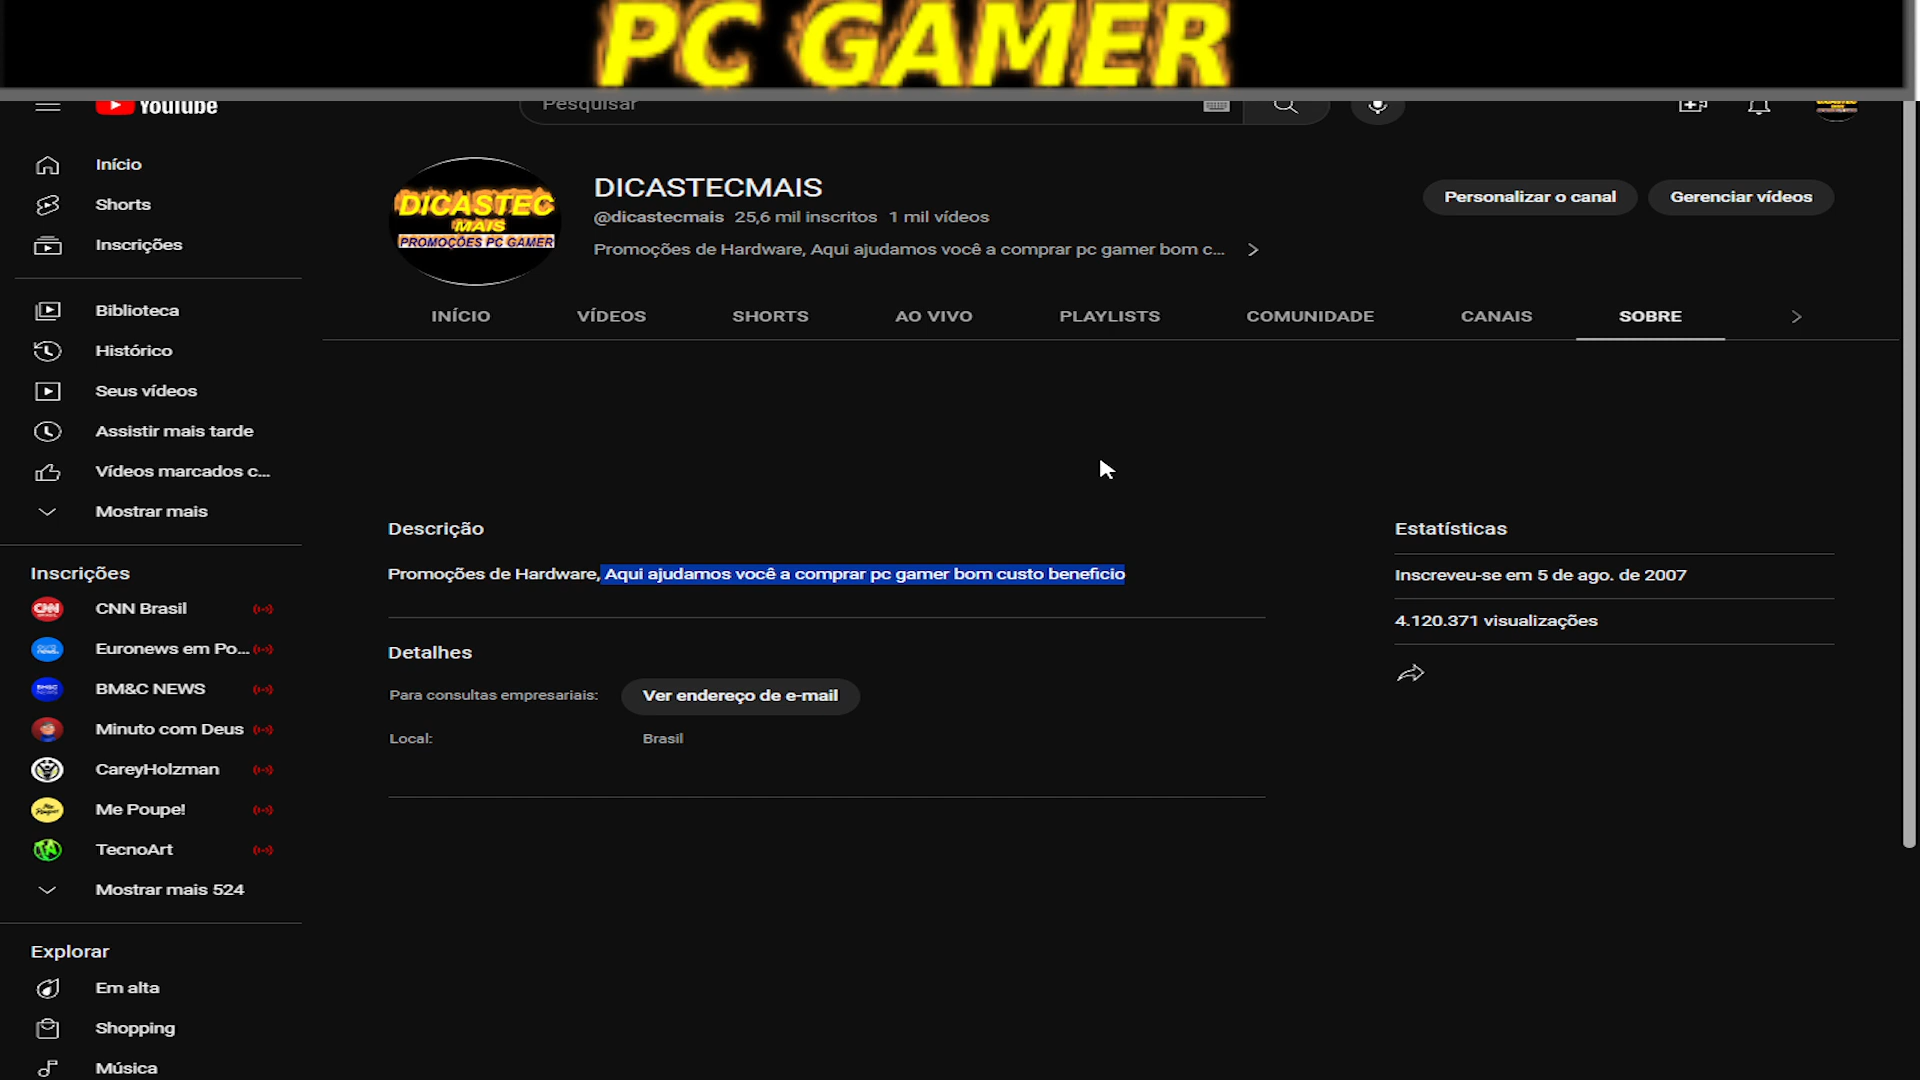 PC GAMER
YouTube
Pesquisar
Início
Shorts
Inscrições
Biblioteca
Histórico
Seus vídeos
Assistir mais tarde
Vídeos marcados c...
Mostrar mais
Inscrições
CNN Brasil
Euronews em Po...
BM&C NEWS
Minuto com Deus
CareyHolzman
Me Poupe!
TecnoArt
Mostrar mais 524
Explorar
Em alta
Shopping
Música
DICASTEC
MAIS
PROMOÇÕES PC GAMER
DICASTECMAIS
@dicastecmais 25,6 mil inscritos 1 mil vídeos
Promoções de Hardware, Aqui ajudamos você a comprar pc gamer bom c...
Personalizar o canal
Gerenciar vídeos
INÍCIO VÍDEOS SHORTS AO VIVO PLAYLISTS COMUNIDADE CANAIS SOBRE
Descrição
Promoções de Hardware, Aqui ajudamos você a comprar pc gamer bom custo beneficio
Detalhes
Para consultas empresariais: Ver endereço de e-mail
Local: Brasil
Estatísticas
Inscreveu-se em 5 de ago. de 2007
4.120.371 visualizações